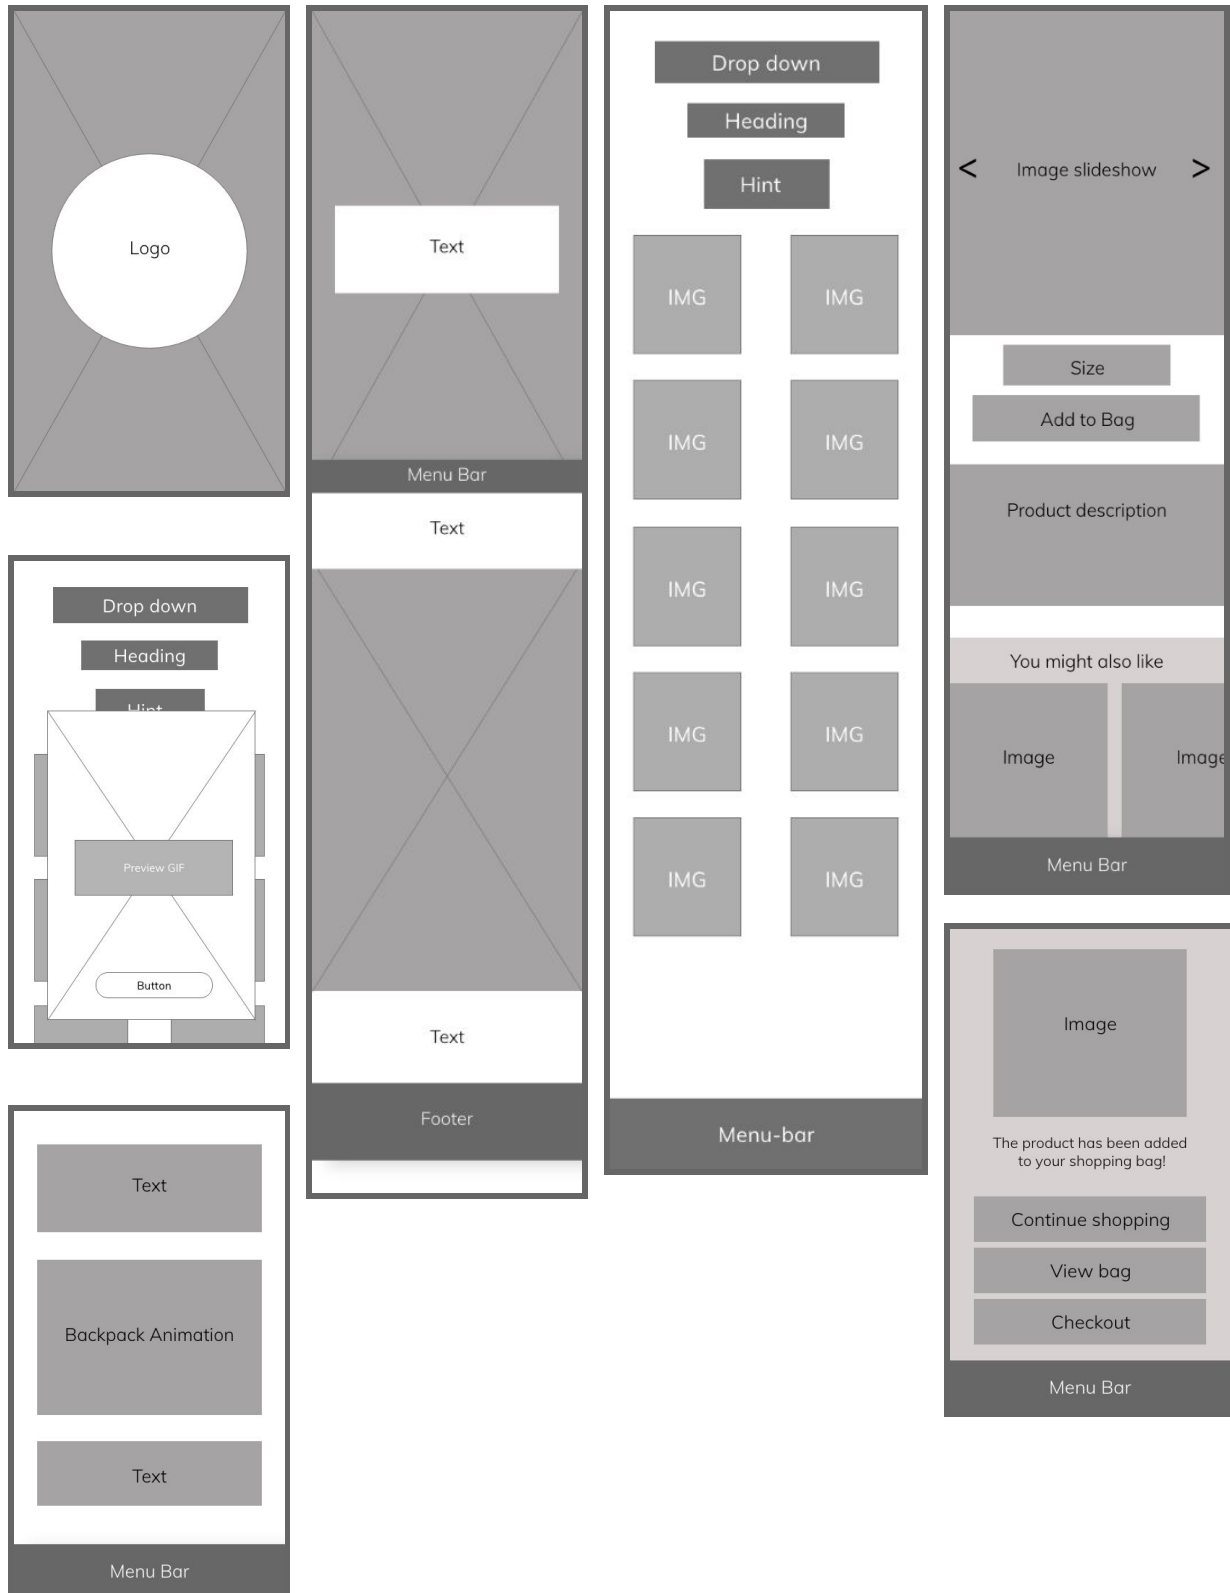 Logo
Drop down
Heading
Hint
Preview GIF
Button
Text
Backpack Animation
Text
Menu Bar
Text
Menu Bar
Text
Text
Footer
Drop down
Heading
Hint
IMG
IMG
IMG
IMG
IMG
IMG
IMG
IMG
IMG
IMG
Menu-bar
< Image slideshow >
Size
Add to Bag
Product description
You might also like
Image
Image
Menu Bar
Image
The product has been added
to your shopping bag!
Continue shopping
View bag
Checkout
Menu Bar